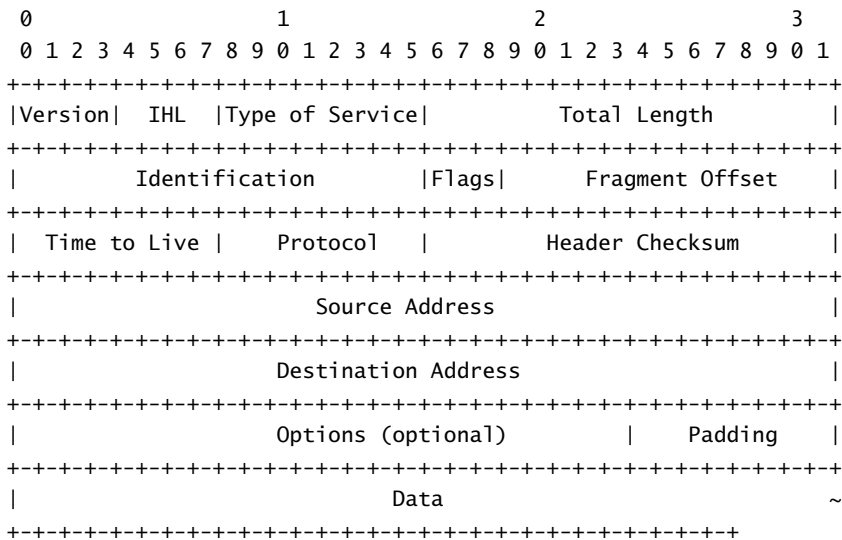 0                   1                   2                   3
 0 1 2 3 4 5 6 7 8 9 0 1 2 3 4 5 6 7 8 9 0 1 2 3 4 5 6 7 8 9 0 1
+-+-+-+-+-+-+-+-+-+-+-+-+-+-+-+-+-+-+-+-+-+-+-+-+-+-+-+-+-+-+-+-+
|Version|  IHL  |Type of Service|          Total Length         |
+-+-+-+-+-+-+-+-+-+-+-+-+-+-+-+-+-+-+-+-+-+-+-+-+-+-+-+-+-+-+-+-+
|         Identification        |Flags|      Fragment Offset    |
+-+-+-+-+-+-+-+-+-+-+-+-+-+-+-+-+-+-+-+-+-+-+-+-+-+-+-+-+-+-+-+-+
|  Time to Live |    Protocol   |         Header Checksum       |
+-+-+-+-+-+-+-+-+-+-+-+-+-+-+-+-+-+-+-+-+-+-+-+-+-+-+-+-+-+-+-+-+
|                       Source Address                          |
+-+-+-+-+-+-+-+-+-+-+-+-+-+-+-+-+-+-+-+-+-+-+-+-+-+-+-+-+-+-+-+-+
|                    Destination Address                        |
+-+-+-+-+-+-+-+-+-+-+-+-+-+-+-+-+-+-+-+-+-+-+-+-+-+-+-+-+-+-+-+-+
|                    Options (optional)         |    Padding    |
+-+-+-+-+-+-+-+-+-+-+-+-+-+-+-+-+-+-+-+-+-+-+-+-+-+-+-+-+-+-+-+-+
|                             Data                              ~
+-+-+-+-+-+-+-+-+-+-+-+-+-+-+-+-+-+-+-+-+-+-+-+-+-+-+-+-+